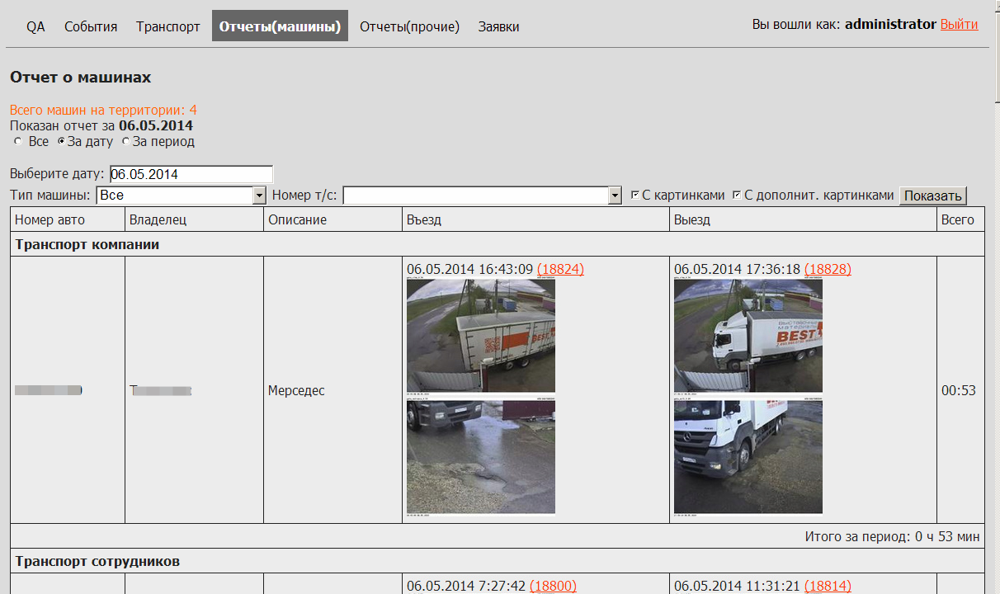 QA События Транспорт Отчеты(машины) Отчеты(прочие) Заявки Вы вошли как: administrator Выйти
Отчет о машинах
Всего машин на территории: 4
Показан отчет за 06.05.2014
Все За дату За период
Выберите дату: 06.05.2014
Тип машины: Все Номер т/с: С картинками С дополнит. картинками Показать
Номер авто Владелец Описание Въезд Выезд Всего
Транспорт компании
06.05.2014 16:43:09 (18824) 06.05.2014 17:36:18 (18828)
BEST
ВЫСТАВОЧНЫЕ
МАТЕРИАЛЫ
BEST
Мерседес 00:53
Итого за период: 0 ч 53 мин
Транспорт сотрудников
06.05.2014 7:27:42 (18800) 06.05.2014 11:31:21 (18814)